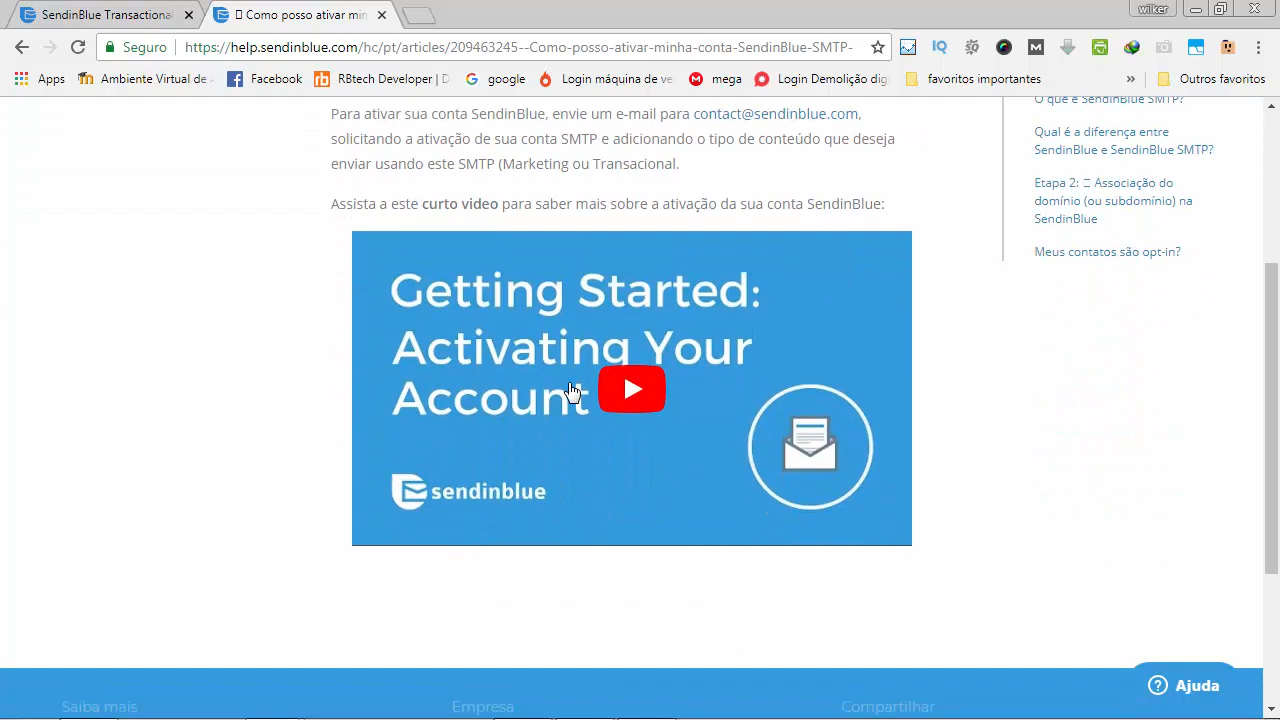 SendinBlue Transacional
Como posso ativar min
wilker
Seguro
https://help.sendinblue.com/hc/pt/articles/209463245--Como-posso-ativar-minha-conta-SendinBlue-SMTP-
Apps
Ambiente Virtual de
Facebook
RBtech Developer | D
google
Login máquina de ve
mega
Login Demolição dig
favoritos importantes
»
Outros favoritos
Para ativar sua conta SendinBlue, envie um e-mail para contact@sendinblue.com,
solicitando a ativação de sua conta SMTP e adicionando o tipo de conteúdo que deseja
enviar usando este SMTP (Marketing ou Transacional.
Assista a este curto video para saber mais sobre a ativação da sua conta SendinBlue:
Getting Started:
Activating Your
Account
sendinblue
O que é SendinBlue SMTP?
Qual é a diferença entre
SendinBlue e SendinBlue SMTP?
Etapa 2: Associação do
domínio (ou subdomínio) na
SendinBlue
Meus contatos são opt-in?
Ajuda
Saiba mais
Empresa
Compartilhar